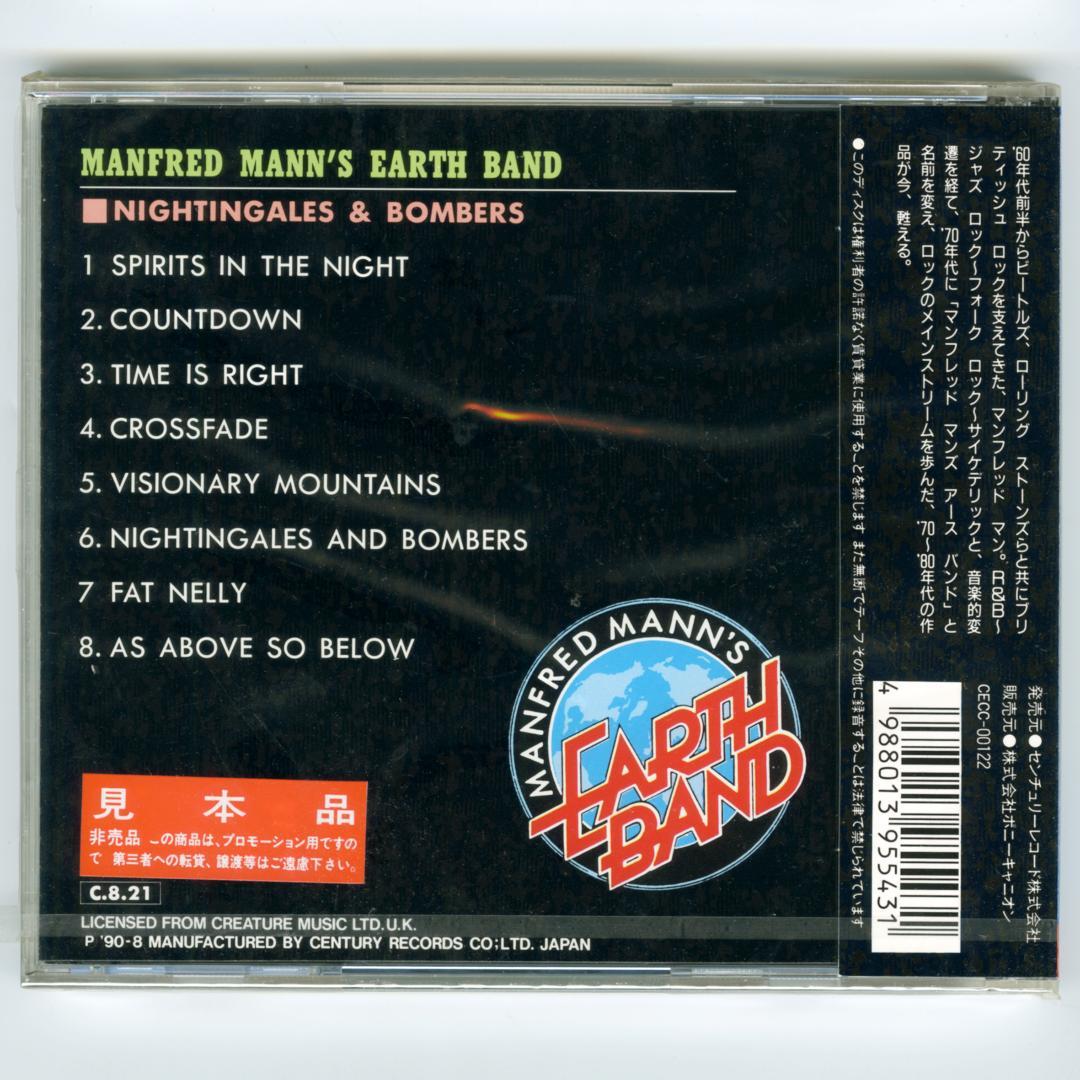 MANFRED MANN'S EARTH BAND
NIGHTINGALES & BOMBERS
1 SPIRITS IN THE NIGHT
2. COUNTDOWN
3. TIME IS RIGHT
4. CROSSFADE
5. VISIONARY MOUNTAINS
6. NIGHTINGALES AND BOMBERS
7 FAT NELLY
8. AS ABOVE SO BELOW
MANFRED MANN'S
EARTH
BAND
見本品
非売品 この商品は、プロモーション用ですの
で 第三者への転貸、譲渡等はご遠慮下さい。
C.8.21
LICENSED FROM CREATURE MUSIC LTD.U.K.
P '90-8 MANUFACTURED BY CENTURY RECORDS CO;LTD. JAPAN
'60年代前半からビートルズ、ローリング ストーンズらと共にブリ
ティッシュ ロックを支えてきた、マンフレッド マン。R&B〜
ジャズ ロック〜フォーク ロック〜サイケデリックと、音楽的変
遷を経て、'70年代に「マンフレッド マンズ アース バンド」と
名前を変え、ロックのメインストリームを歩んだ、'70〜'80年代の作
品が今、甦える。
●このディスクは権利者の許諾なく賃貸業に使用することを禁じます また無断でテープその他に録音することは法律で禁じられています
発売元●センチュリーレコード株式会社
販売元●株式会社ポニーキャニオン
CECC-00122
4 988013 955431